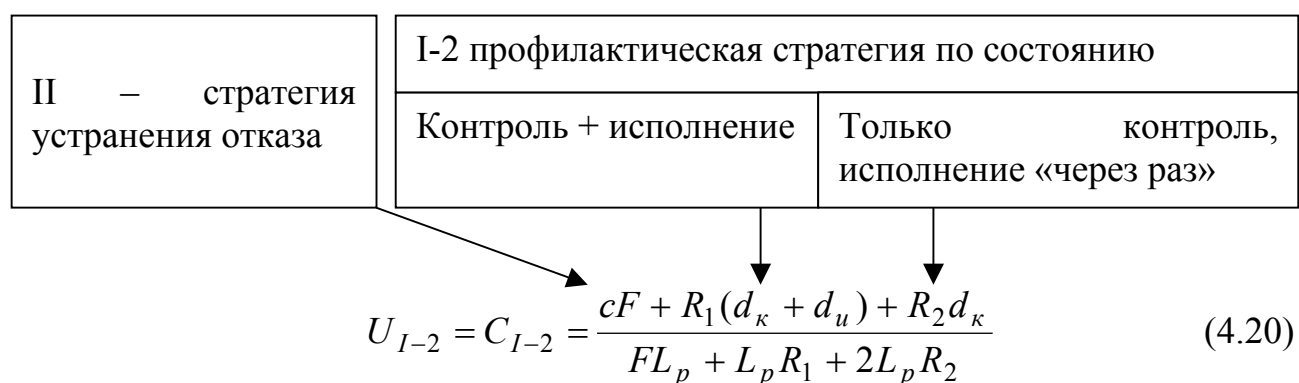 I-2 профилактическая стратегия по состоянию
II – стратегия
устранения отказа
Контроль + исполнение
Только контроль,
исполнение «через раз»
U_{I-2} = C_{I-2} = \frac{cF + R_1(d_к + d_и) + R_2 d_к}{FL_p + L_p R_1 + 2L_p R_2} (4.20)